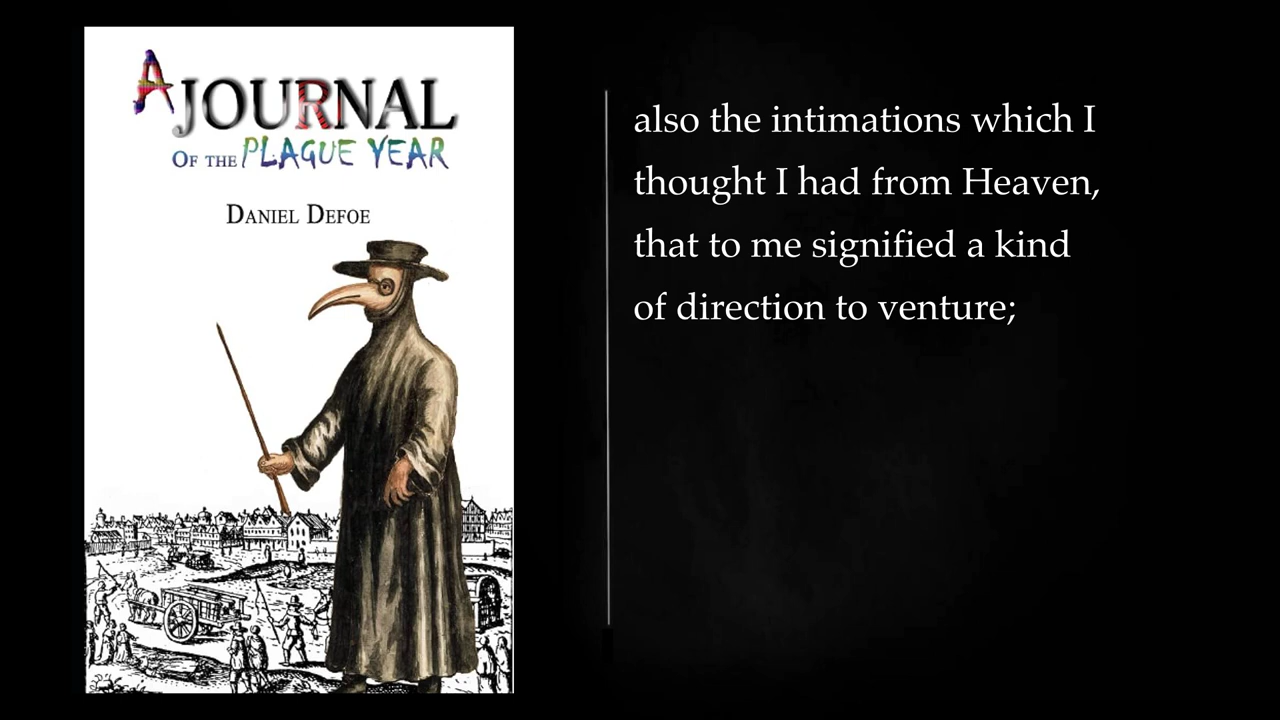 A JOURNAL
OF THE PLAGUE YEAR
DANIEL DEFOE
also the intimations which I
thought I had from Heaven,
that to me signified a kind
of direction to venture;